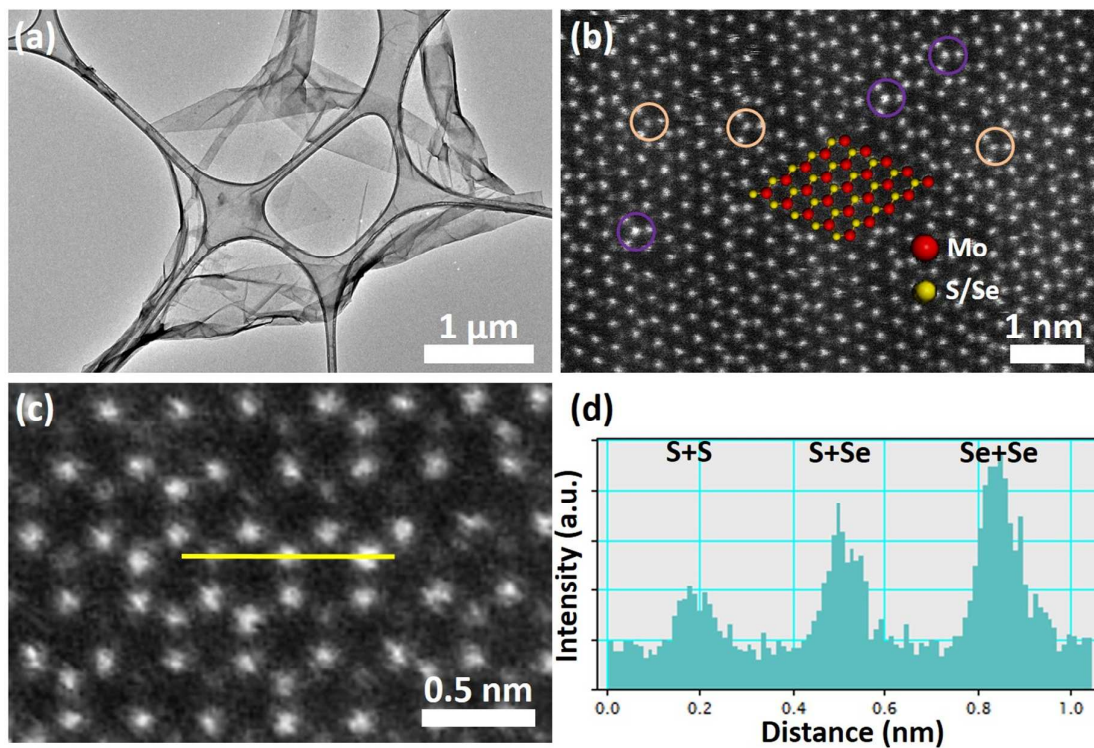 (a)
1 μm
(b)
Mo
S/Se
1 nm
(c)
0.5 nm
(d)
S+S S+Se Se+Se
Intensity (a.u.)
0.0 0.2 0.4 0.6 0.8 1.0
Distance (nm)